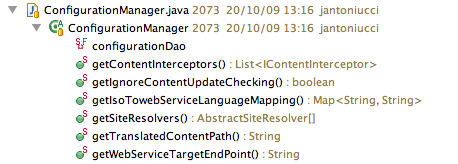 ConfigurationManager.java 2073 20/10/09 13:16 jantoniucci
ConfigurationManager 2073 20/10/09 13:16 jantoniucci
configurationDao
getContentInterceptors() : List<IContentInterceptor>
getIgnoreContentUpdateChecking() : boolean
getIsoTowebServiceLanguageMapping() : Map<String, String>
getSiteResolvers() : AbstractSiteResolver[]
getTranslatedContentPath() : String
getWebServiceTargetEndPoint() : String